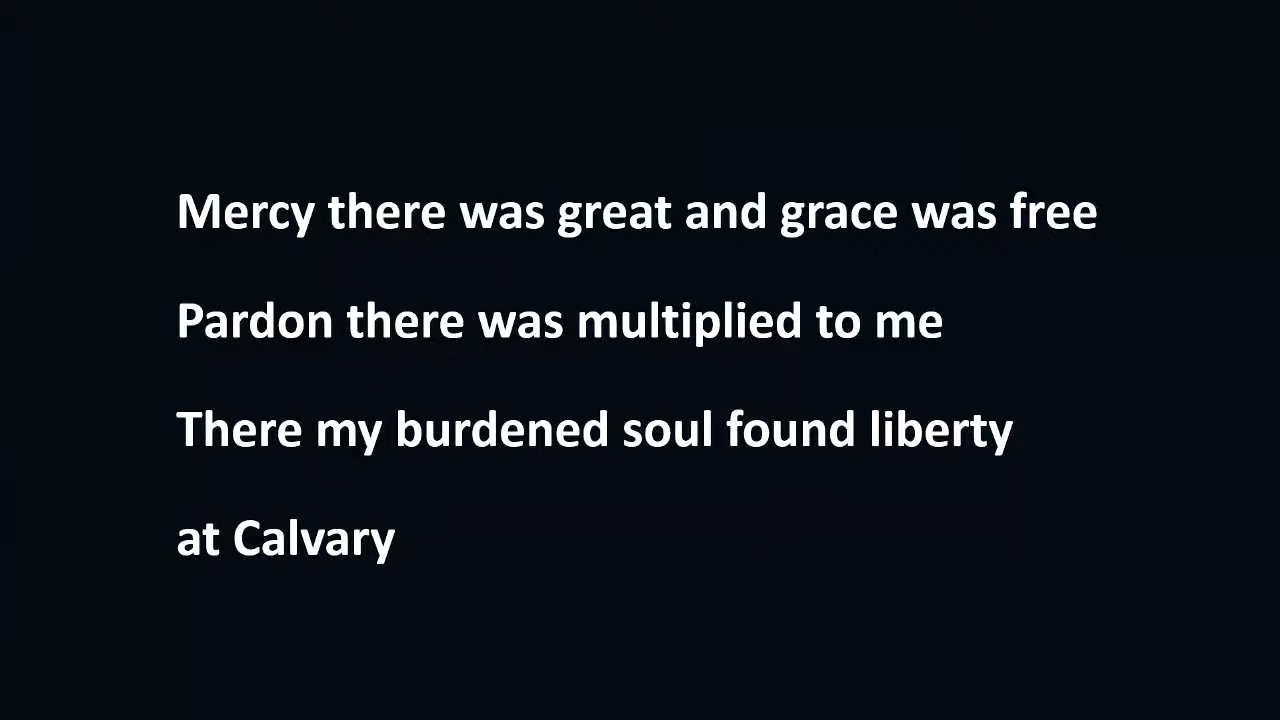 Mercy there was great and grace was free
Pardon there was multiplied to me
There my burdened soul found liberty
at Calvary